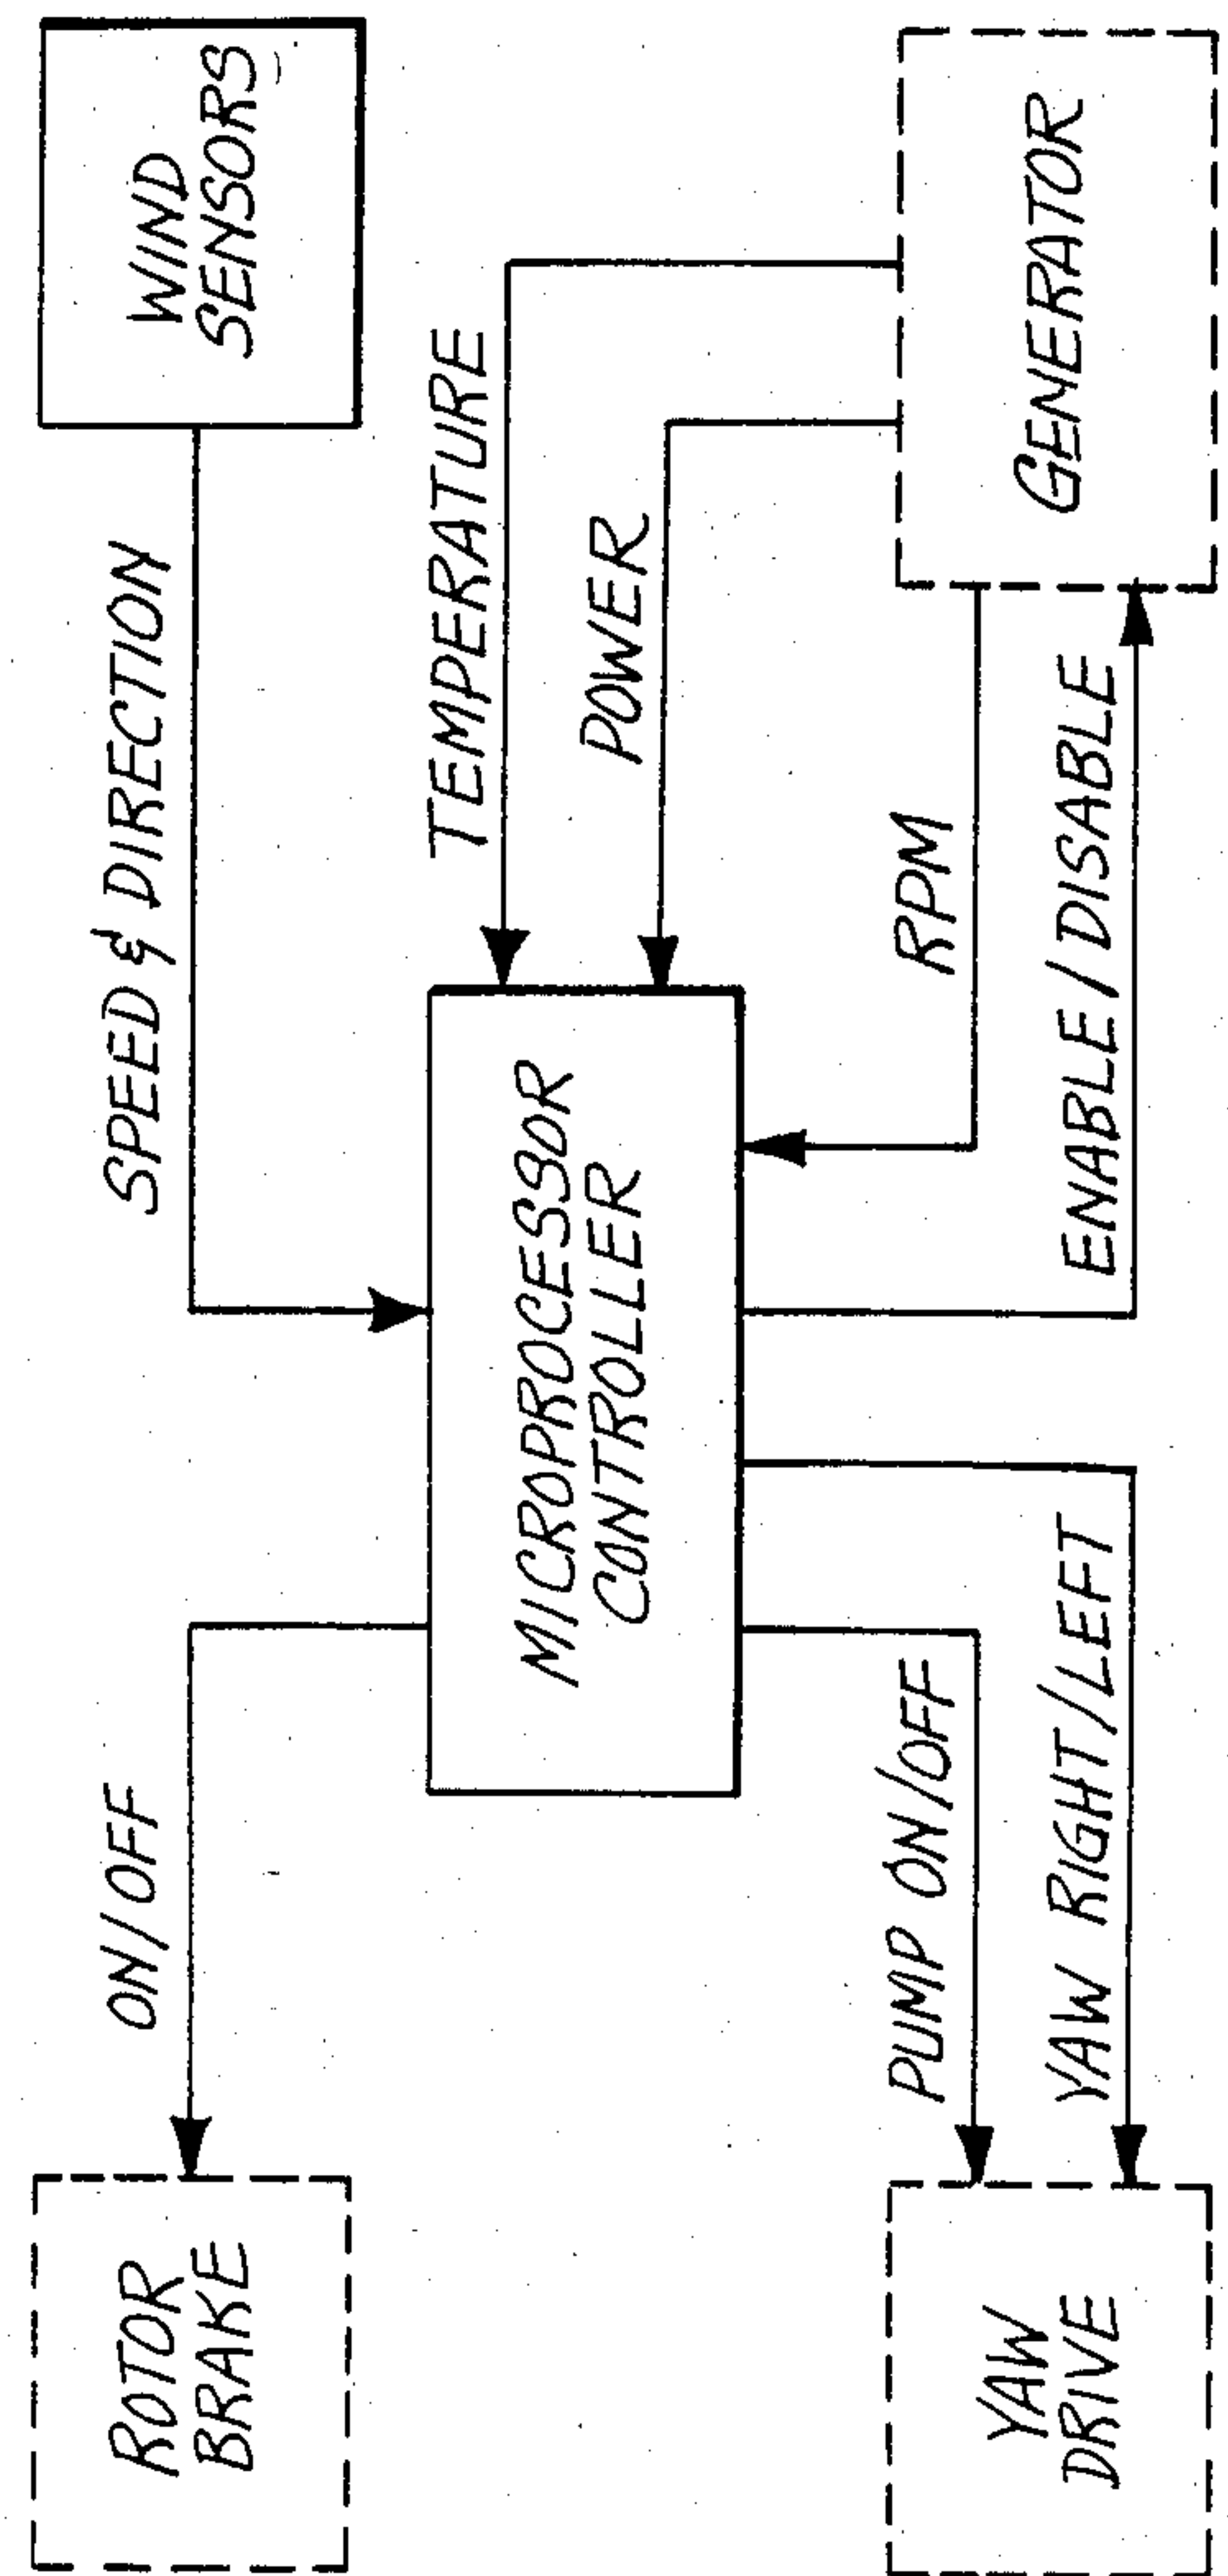 ROTOR
BRAKE
ON/OFF
SPEED & DIRECTION
WIND
SENSORS
MICROPROCESSOR
CONTROLLER
TEMPERATURE
POWER
YAW
DRIVE
PUMP ON/OFF
YAW RIGHT/LEFT
RPM
ENABLE/DISABLE
GENERATOR